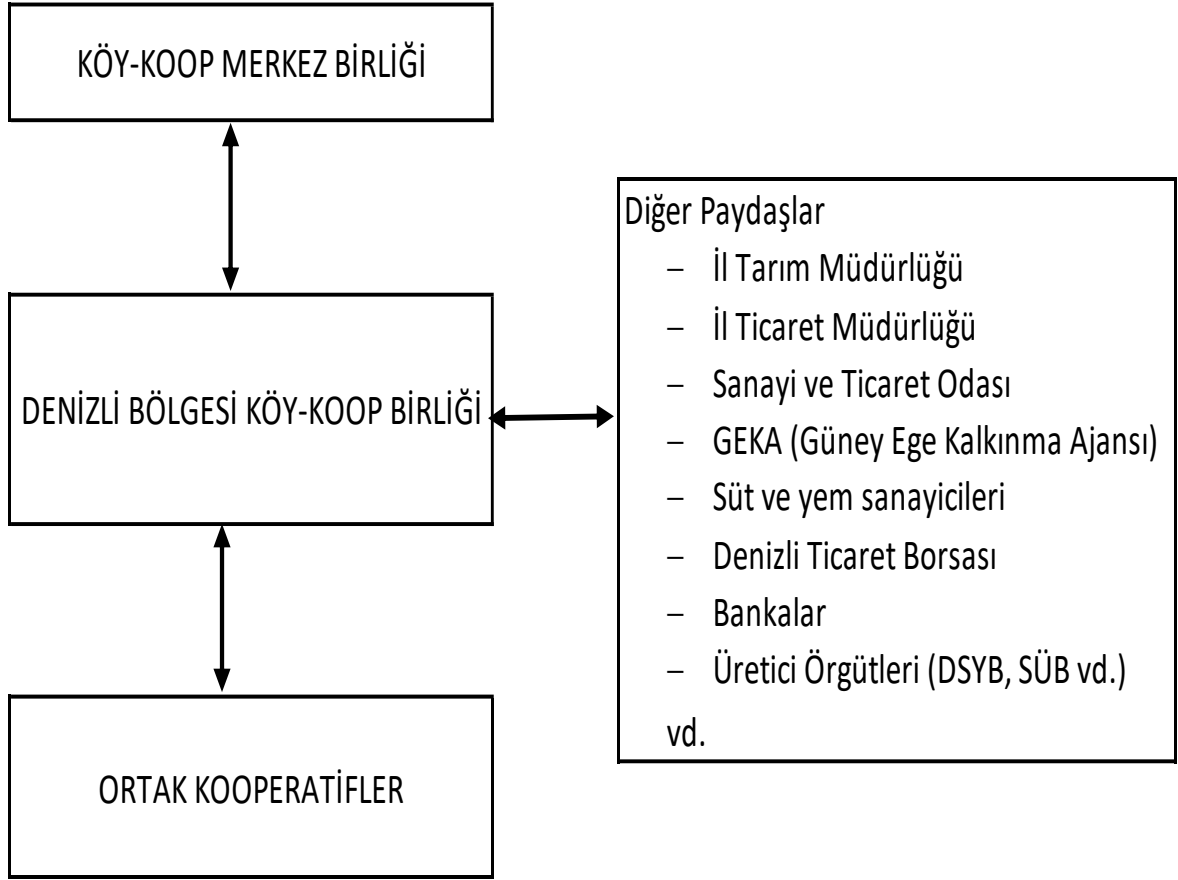 KÖY-KOOP MERKEZ BİRLİĞİ
DENİZLİ BÖLGESİ KÖY-KOOP BİRLİĞİ
ORTAK KOOPERATİFLER
Diğer Paydaşlar
– İl Tarım Müdürlüğü
– İl Ticaret Müdürlüğü
– Sanayi ve Ticaret Odası
– GEKA (Güney Ege Kalkınma Ajansı)
– Süt ve yem sanayicileri
– Denizli Ticaret Borsası
– Bankalar
– Üretici Örgütleri (DSYB, SÜB vd.)
vd.